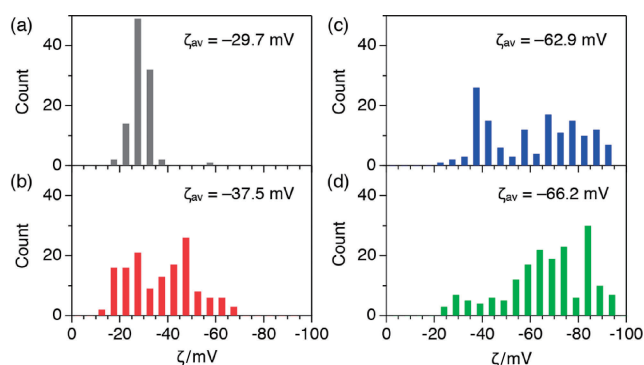 (a)
ζav = –29.7 mV
Count
40
20
0
(c)
ζav = –62.9 mV
Count
40
20
0
(b)
ζav = –37.5 mV
Count
40
20
0
0 -20 -40 -60 -80 -100
ζ/mV
(d)
ζav = –66.2 mV
Count
40
20
0
0 -20 -40 -60 -80 -100
ζ/mV